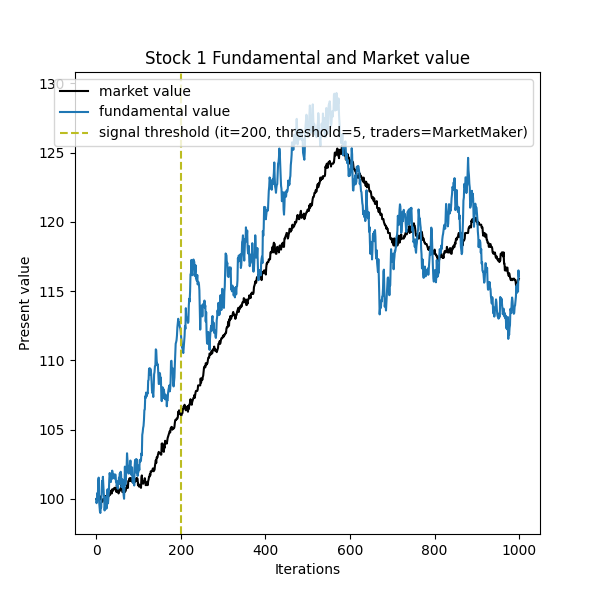 Stock 1 Fundamental and Market value
130
market value
fundamental value
signal threshold (it=200, threshold=5, traders=MarketMaker)
125
120
115
110
105
100
Present value
0 200 400 600 800 1000
Iterations